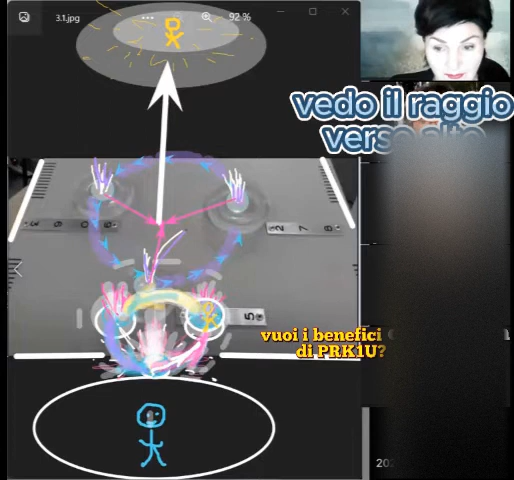 3.1.jpg
92 %
vedo il raggio
verso alto
5
vuoi i benefici
di PRK1U?